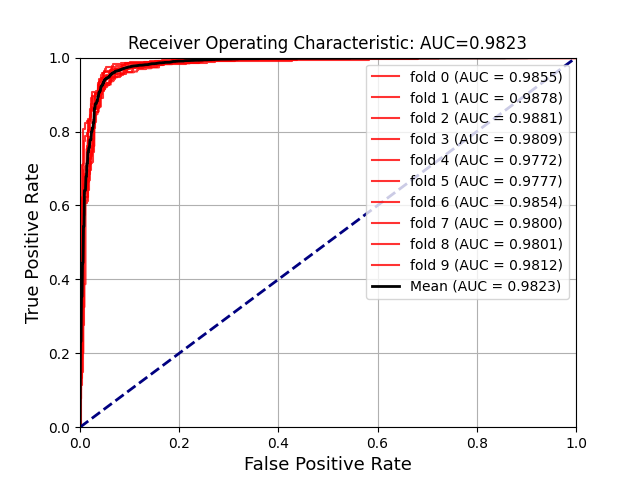 Receiver Operating Characteristic: AUC=0.9823
1.0
0.8
0.6
0.4
0.2
0.0
True Positive Rate
fold 0 (AUC = 0.9855)
fold 1 (AUC = 0.9878)
fold 2 (AUC = 0.9881)
fold 3 (AUC = 0.9809)
fold 4 (AUC = 0.9772)
fold 5 (AUC = 0.9777)
fold 6 (AUC = 0.9854)
fold 7 (AUC = 0.9800)
fold 8 (AUC = 0.9801)
fold 9 (AUC = 0.9812)
Mean (AUC = 0.9823)
0.0 0.2 0.4 0.6 0.8 1.0
False Positive Rate